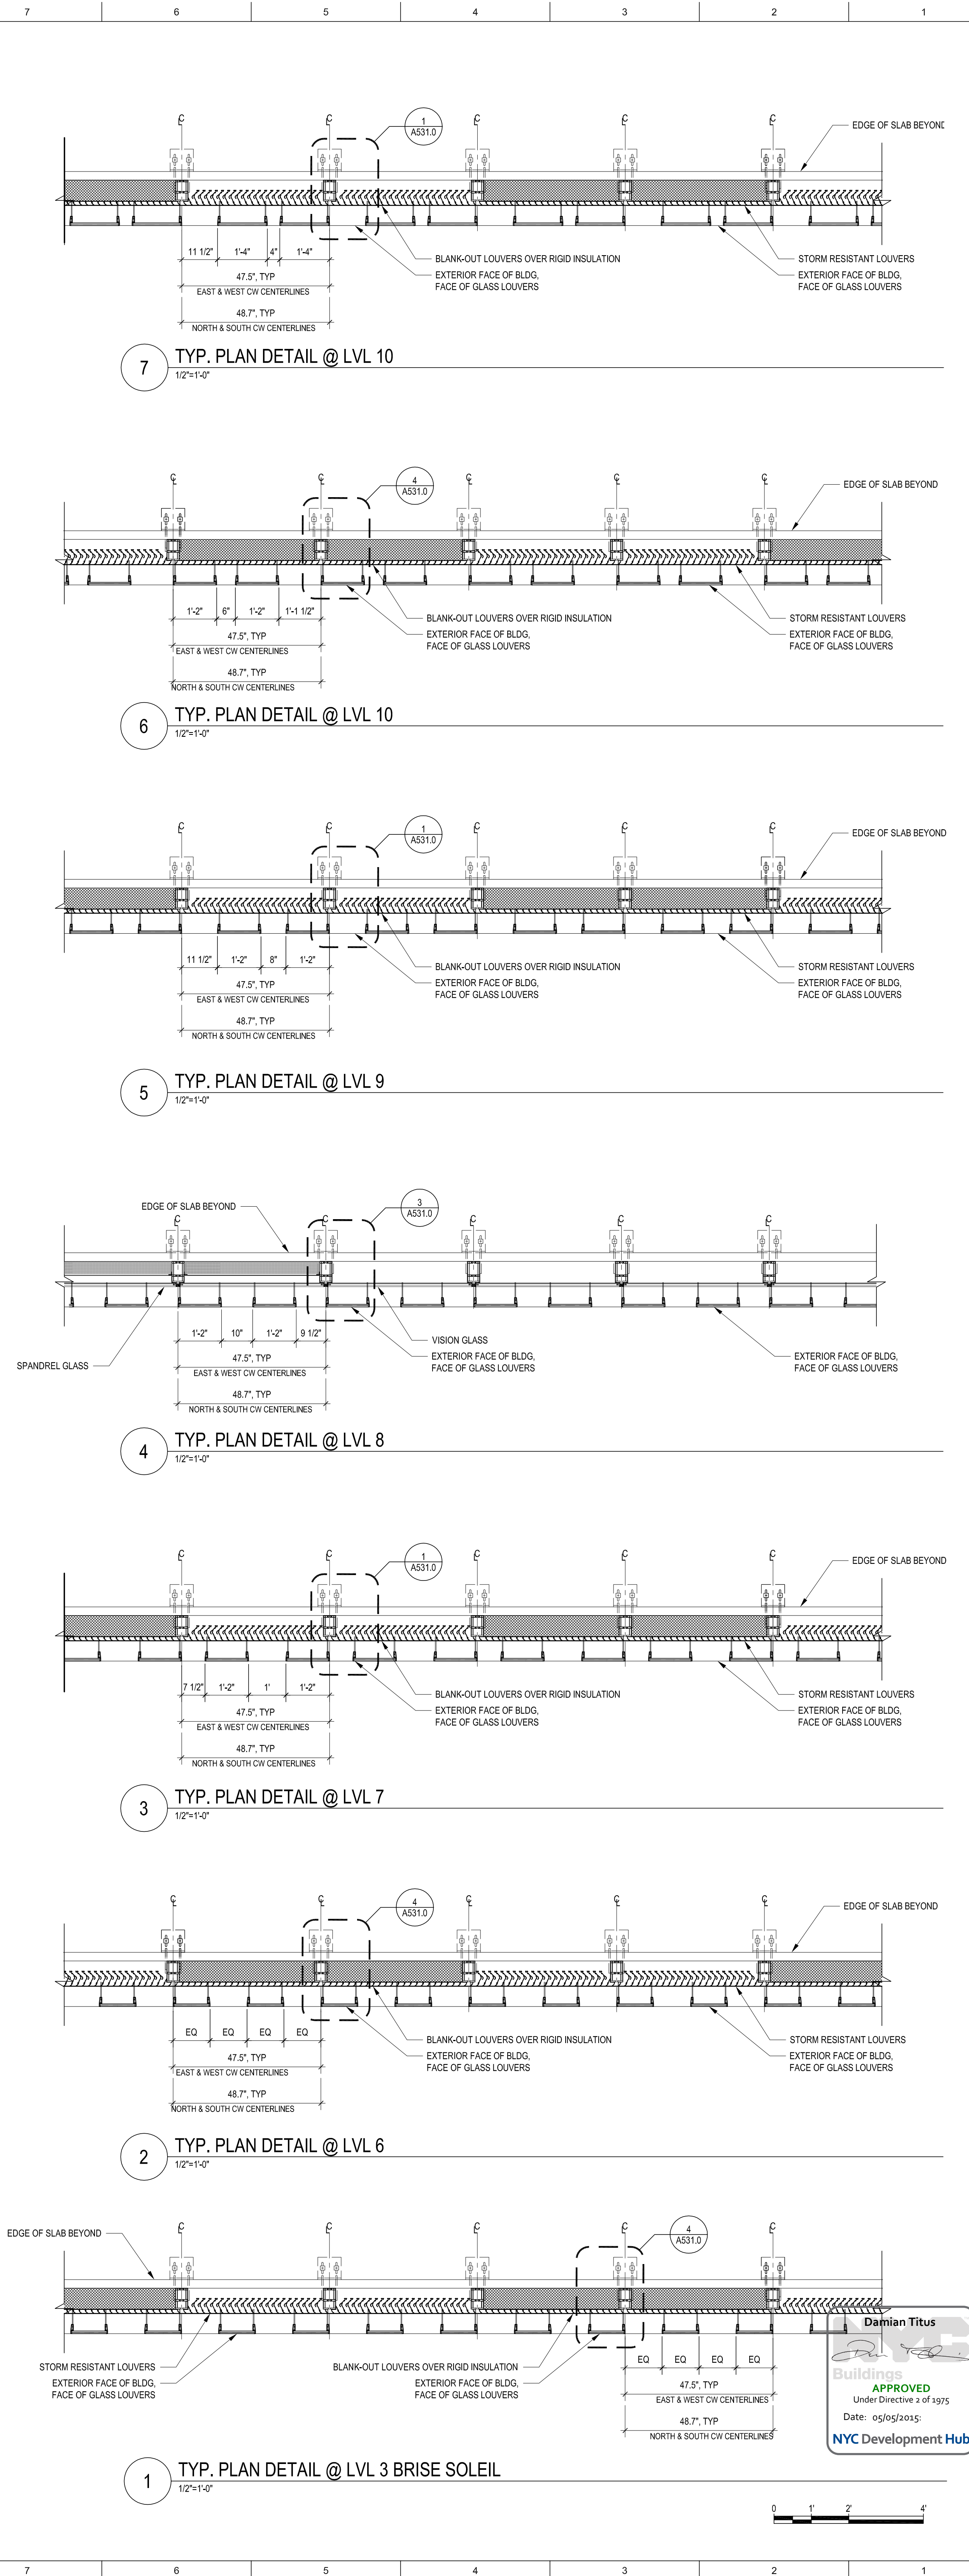 7 6 5 4 3 2 1
1
A531.0
EDGE OF SLAB BEYOND
11 1/2" 1'-4" 4" 1'-4"
BLANK-OUT LOUVERS OVER RIGID INSULATION
STORM RESISTANT LOUVERS
47.5", TYP
EXTERIOR FACE OF BLDG,
FACE OF GLASS LOUVERS
EXTERIOR FACE OF BLDG,
FACE OF GLASS LOUVERS
EAST & WEST CW CENTERLINES
48.7", TYP
NORTH & SOUTH CW CENTERLINES
7 TYP. PLAN DETAIL @ LVL 10
1/2"=1'-0"
4
A531.0
EDGE OF SLAB BEYOND
1'-2" 6" 1'-2" 1'-1 1/2"
BLANK-OUT LOUVERS OVER RIGID INSULATION
STORM RESISTANT LOUVERS
47.5", TYP
EXTERIOR FACE OF BLDG,
FACE OF GLASS LOUVERS
EXTERIOR FACE OF BLDG,
FACE OF GLASS LOUVERS
EAST & WEST CW CENTERLINES
48.7", TYP
NORTH & SOUTH CW CENTERLINES
6 TYP. PLAN DETAIL @ LVL 10
1/2"=1'-0"
1
A531.0
EDGE OF SLAB BEYOND
11 1/2" 1'-2" 8" 1'-2"
BLANK-OUT LOUVERS OVER RIGID INSULATION
STORM RESISTANT LOUVERS
47.5", TYP
EXTERIOR FACE OF BLDG,
FACE OF GLASS LOUVERS
EXTERIOR FACE OF BLDG,
FACE OF GLASS LOUVERS
EAST & WEST CW CENTERLINES
48.7", TYP
NORTH & SOUTH CW CENTERLINES
5 TYP. PLAN DETAIL @ LVL 9
1/2"=1'-0"
EDGE OF SLAB BEYOND
3
A531.0
1'-2" 10" 1'-2" 9 1/2"
VISION GLASS
SPANDREL GLASS
47.5", TYP
EXTERIOR FACE OF BLDG,
FACE OF GLASS LOUVERS
EXTERIOR FACE OF BLDG,
FACE OF GLASS LOUVERS
EAST & WEST CW CENTERLINES
48.7", TYP
NORTH & SOUTH CW CENTERLINES
4 TYP. PLAN DETAIL @ LVL 8
1/2"=1'-0"
1
A531.0
EDGE OF SLAB BEYOND
7 1/2" 1'-2" 1' 1'-2"
BLANK-OUT LOUVERS OVER RIGID INSULATION
STORM RESISTANT LOUVERS
47.5", TYP
EXTERIOR FACE OF BLDG,
FACE OF GLASS LOUVERS
EXTERIOR FACE OF BLDG,
FACE OF GLASS LOUVERS
EAST & WEST CW CENTERLINES
48.7", TYP
NORTH & SOUTH CW CENTERLINES
3 TYP. PLAN DETAIL @ LVL 7
1/2"=1'-0"
4
A531.0
EDGE OF SLAB BEYOND
EQ EQ EQ EQ
BLANK-OUT LOUVERS OVER RIGID INSULATION
STORM RESISTANT LOUVERS
47.5", TYP
EXTERIOR FACE OF BLDG,
FACE OF GLASS LOUVERS
EXTERIOR FACE OF BLDG,
FACE OF GLASS LOUVERS
EAST & WEST CW CENTERLINES
48.7", TYP
NORTH & SOUTH CW CENTERLINES
2 TYP. PLAN DETAIL @ LVL 6
1/2"=1'-0"
EDGE OF SLAB BEYOND
4
A531.0
STORM RESISTANT LOUVERS
EXTERIOR FACE OF BLDG,
FACE OF GLASS LOUVERS
BLANK-OUT LOUVERS OVER RIGID INSULATION
EXTERIOR FACE OF BLDG,
FACE OF GLASS LOUVERS
EQ EQ EQ EQ
47.5", TYP
EAST & WEST CW CENTERLINES
48.7", TYP
NORTH & SOUTH CW CENTERLINES
Damian Titus
NYC
Buildings
APPROVED
Under Directive 2 of 1975
Date: 05/05/2015:
NYC Development Hub
1 TYP. PLAN DETAIL @ LVL 3 BRISE SOLEIL
1/2"=1'-0"
0 1' 2' 4'
7 6 5 4 3 2 1